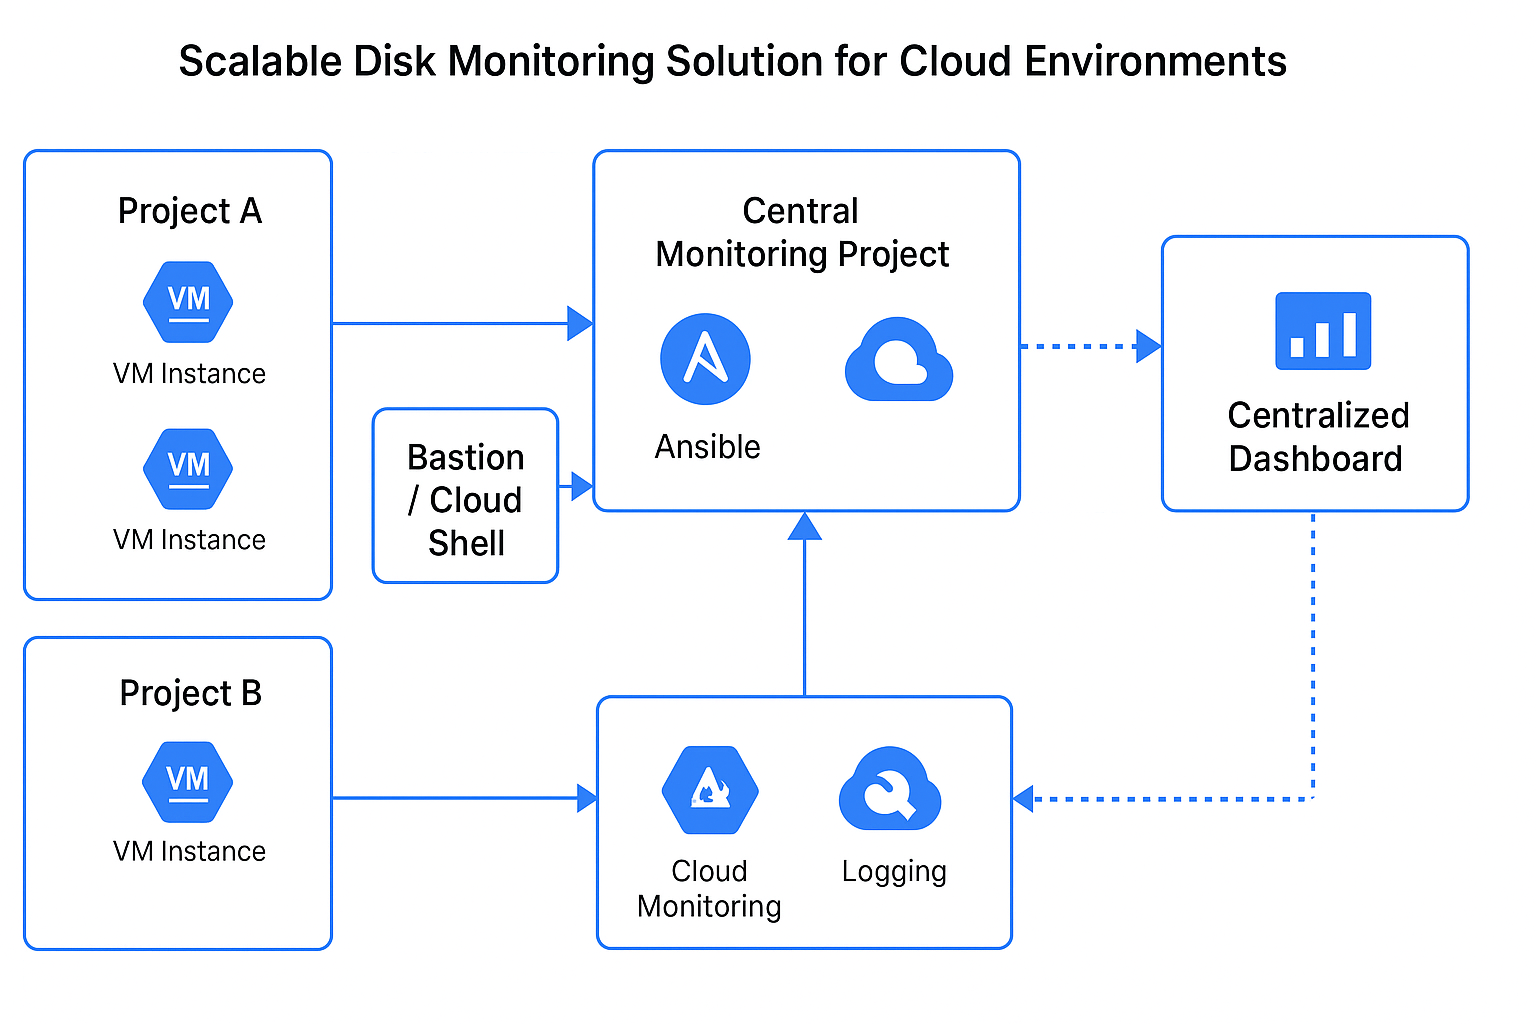 Scalable Disk Monitoring Solution for Cloud Environments
Project A
VM
VM Instance
VM
VM Instance
Bastion
/ Cloud
Shell
Central
Monitoring Project
Ansible
Centralized
Dashboard
Project B
VM
VM Instance
Cloud
Monitoring
Logging